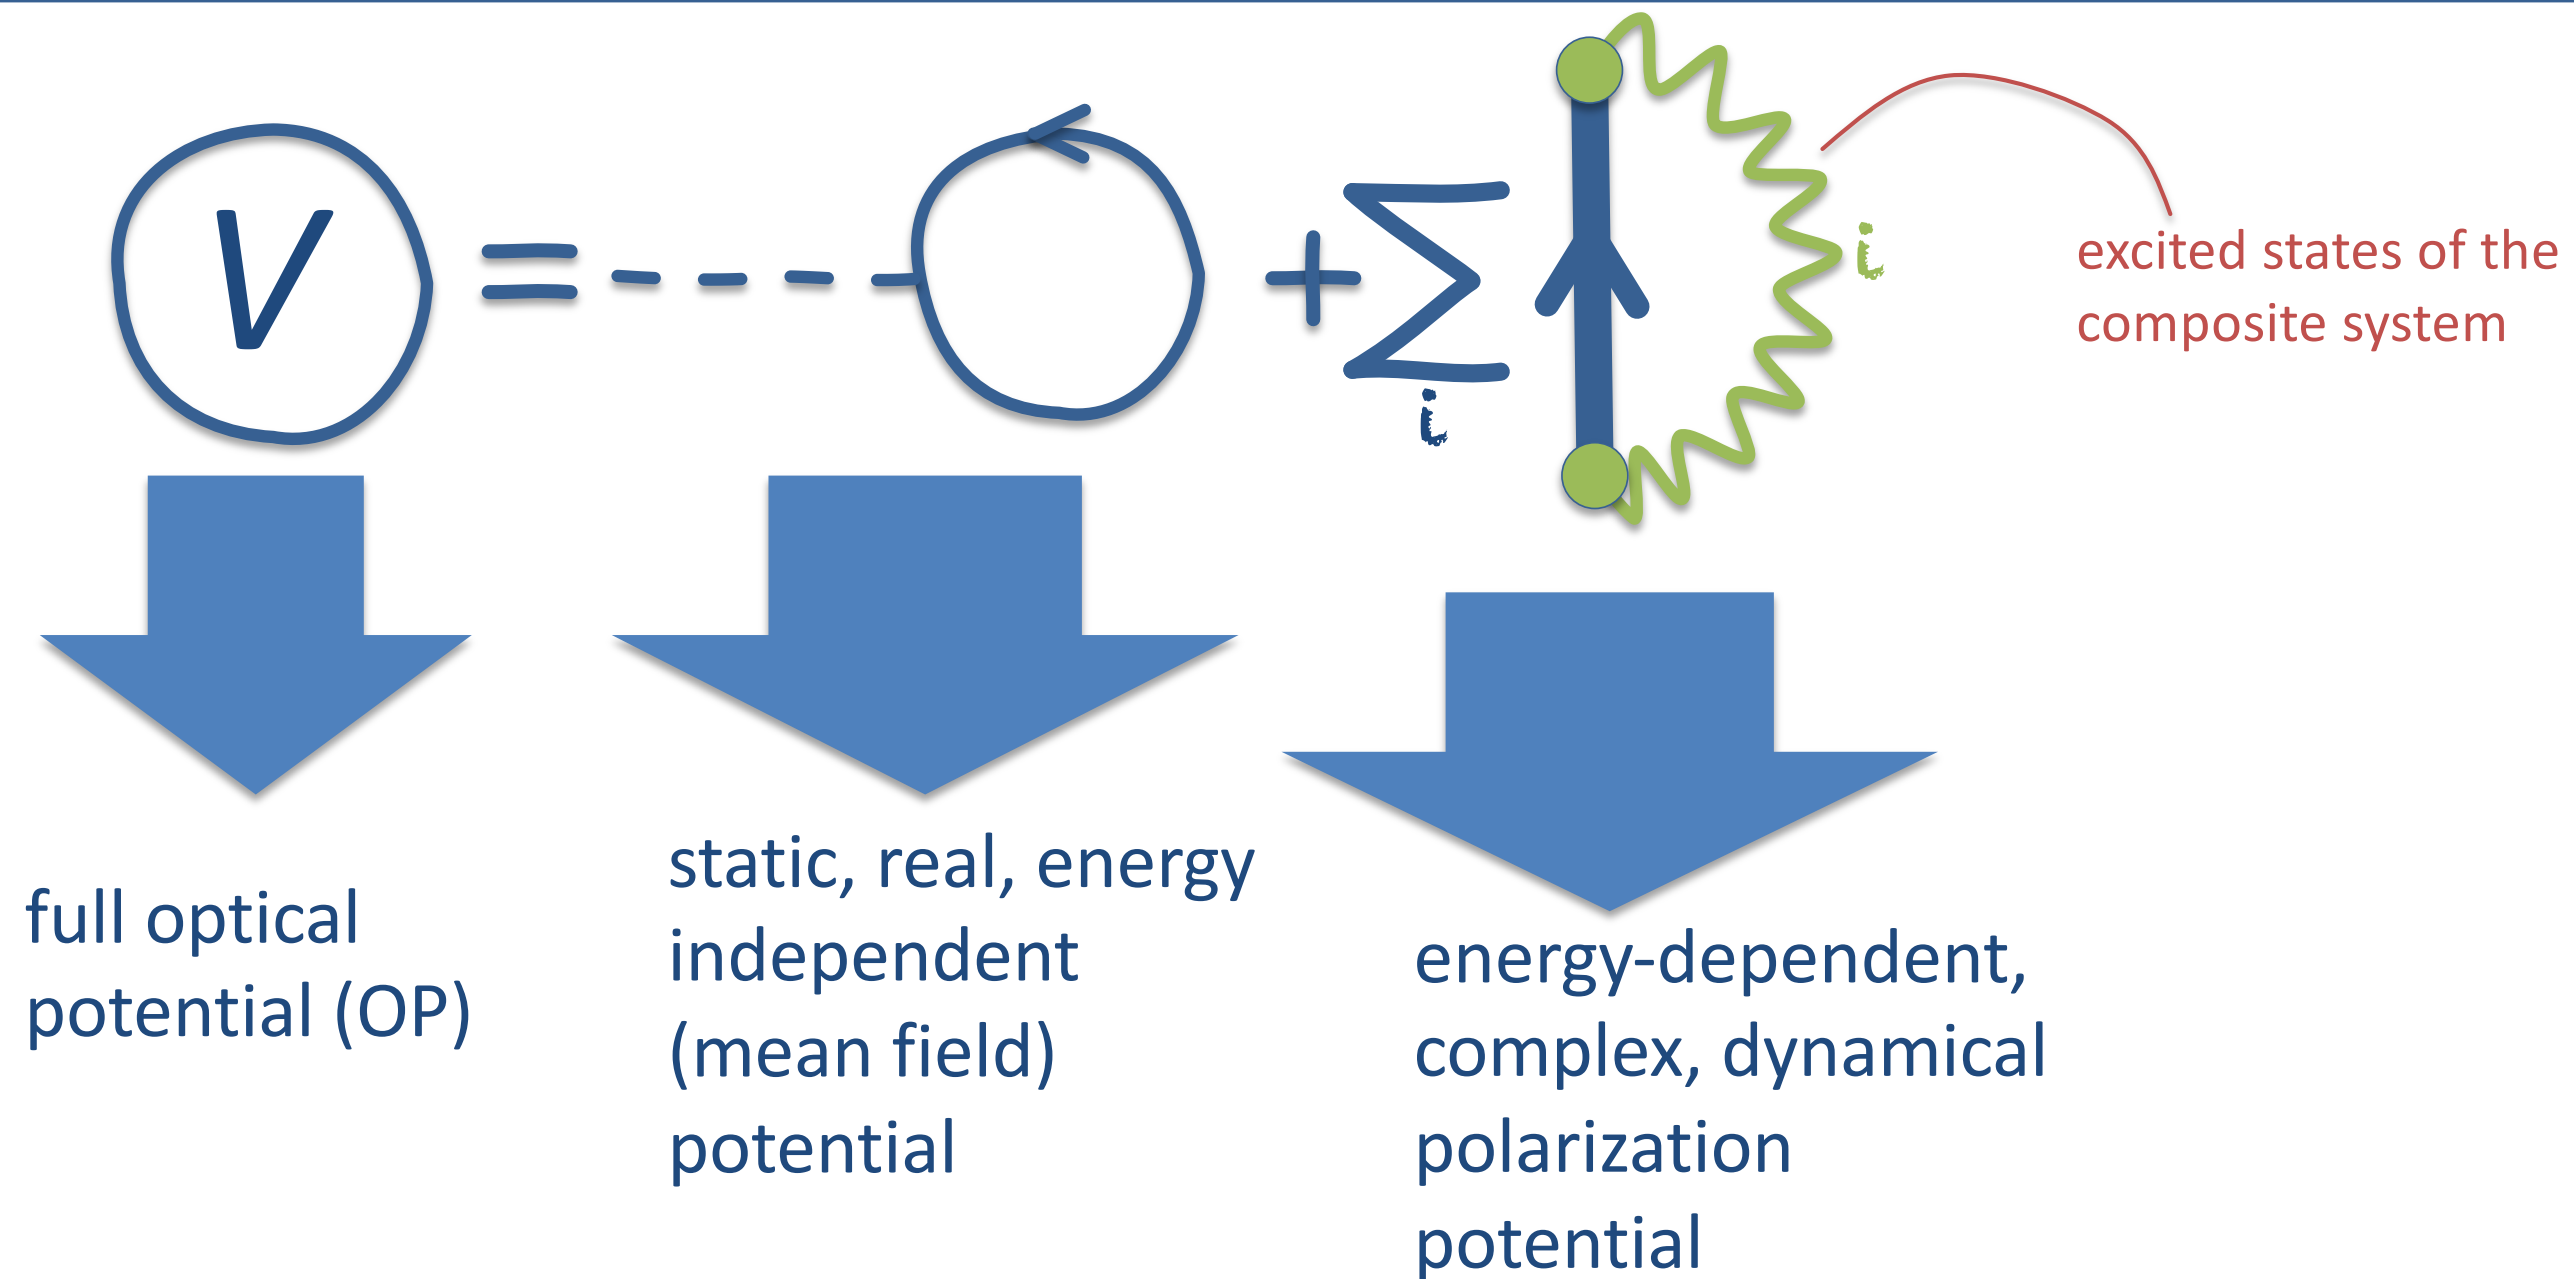 V = + Σ
i
i
excited states of the
composite system
full optical
potential (OP)
static, real, energy
independent
(mean field)
potential
energy-dependent,
complex, dynamical
polarization
potential